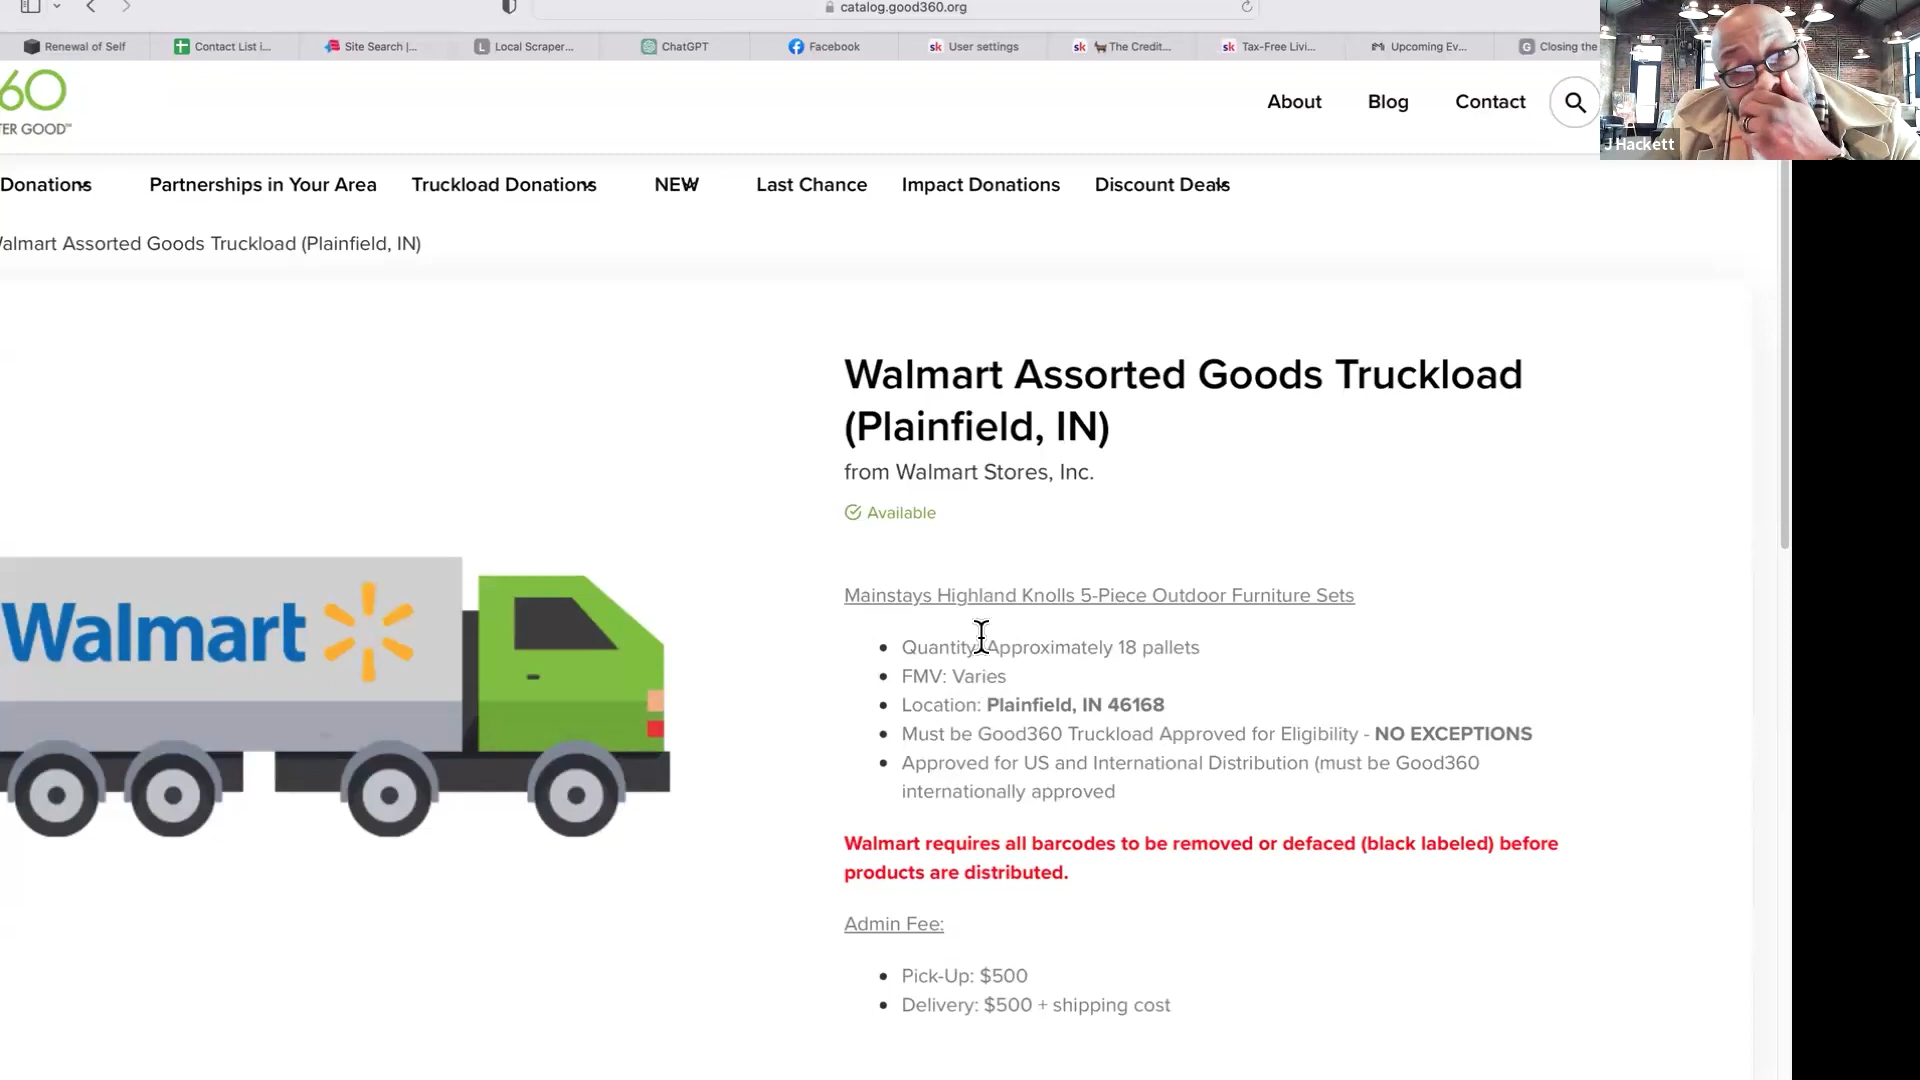 catalog.good360.org
Renewal of Self
Contact List i...
Site Search |...
L
Local Scraper...
ChatGPT
Facebook
sk
User settings
sk
The Credit...
sk
Tax-Free Livi...
Upcoming Ev...
G
Closing the
60
TER GOOD™
About
Blog
Contact
J Hackett
Donations
Partnerships in Your Area
Truckload Donations
NEW
Last Chance
Impact Donations
Discount Deals
Walmart Assorted Goods Truckload (Plainfield, IN)
Walmart Assorted Goods Truckload
(Plainfield, IN)
from Walmart Stores, Inc.
Available
Walmart
Mainstays Highland Knolls 5-Piece Outdoor Furniture Sets
Quantity: Approximately 18 pallets
FMV: Varies
Location: Plainfield, IN 46168
Must be Good360 Truckload Approved for Eligibility - NO EXCEPTIONS
Approved for US and International Distribution (must be Good360
internationally approved
Walmart requires all barcodes to be removed or defaced (black labeled) before
products are distributed.
Admin Fee:
Pick-Up: $500
Delivery: $500 + shipping cost